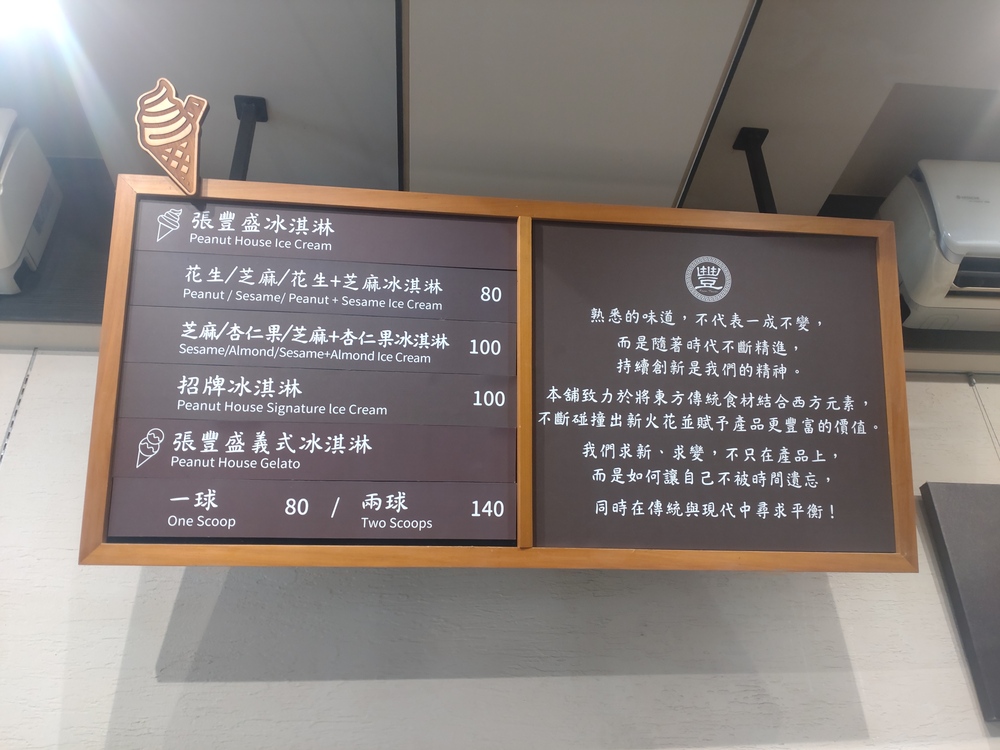 張豐盛冰淇淋
Peanut House Ice Cream
花生/芝麻/花生+芝麻冰淇淋 80
Peanut / Sesame/ Peanut + Sesame Ice Cream
芝麻/杏仁果/芝麻+杏仁果冰淇淋 100
Sesame/Almond/Sesame+Almond Ice Cream
招牌冰淇淋 100
Peanut House Signature Ice Cream
張豐盛義式冰淇淋
Peanut House Gelato
一球 80 / 兩球 140
One Scoop Two Scoops
豐
熟悉的味道，不代表一成不變，
而是隨著時代不斷精進，
持續創新是我們的精神。
本舖致力於將東方傳統食材結合西方元素，
不斷碰撞出新火花並賦予產品更豐富的價值。
我們求新、求變，不只在產品上，
而是如何讓自己不被時間遺忘，
同時在傳統與現代中尋求平衡！